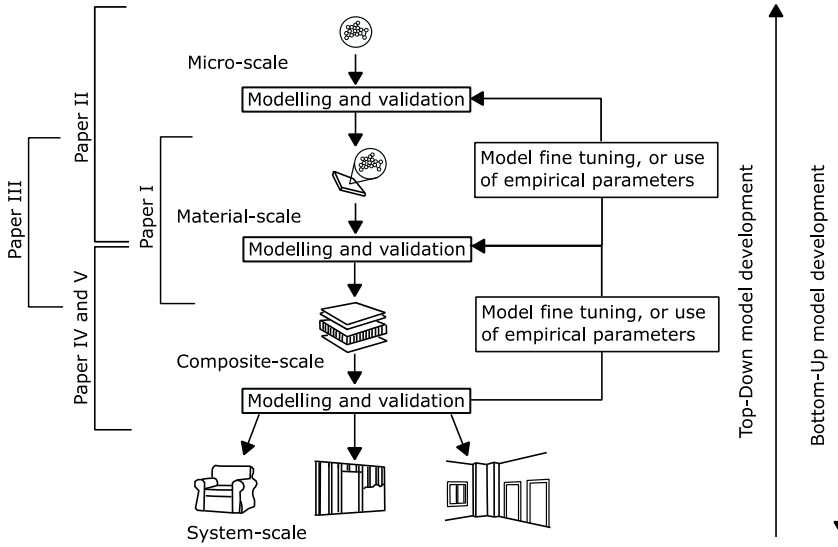 Micro-scale
Modelling and validation
Paper II
Model fine tuning, or use
of empirical parameters
Paper III
Paper I
Material-scale
Modelling and validation
Paper IV and V
Model fine tuning, or use
of empirical parameters
Composite-scale
Modelling and validation
System-scale
Top-Down model development
Bottom-Up model development